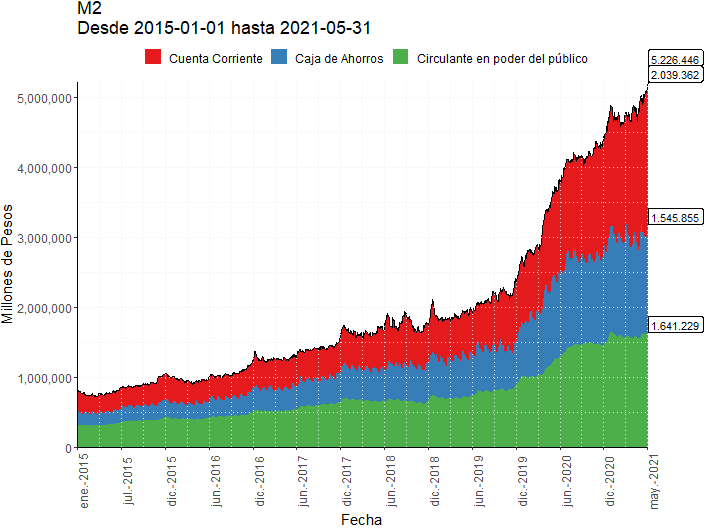 M2
Desde 2015-01-01 hasta 2021-05-31
Cuenta Corriente
Caja de Ahorros
Circulante en poder del público
5.226.446
2.039.362
1.545.855
1.641.229
Millones de Pesos
5,000,000
4,000,000
3,000,000
2,000,000
1,000,000
0
ene.-2015
jul.-2015
dic.-2015
jun.-2016
dic.-2016
jun.-2017
dic.-2017
jun.-2018
dic.-2018
jun.-2019
dic.-2019
jun.-2020
dic.-2020
may.-2021
Fecha